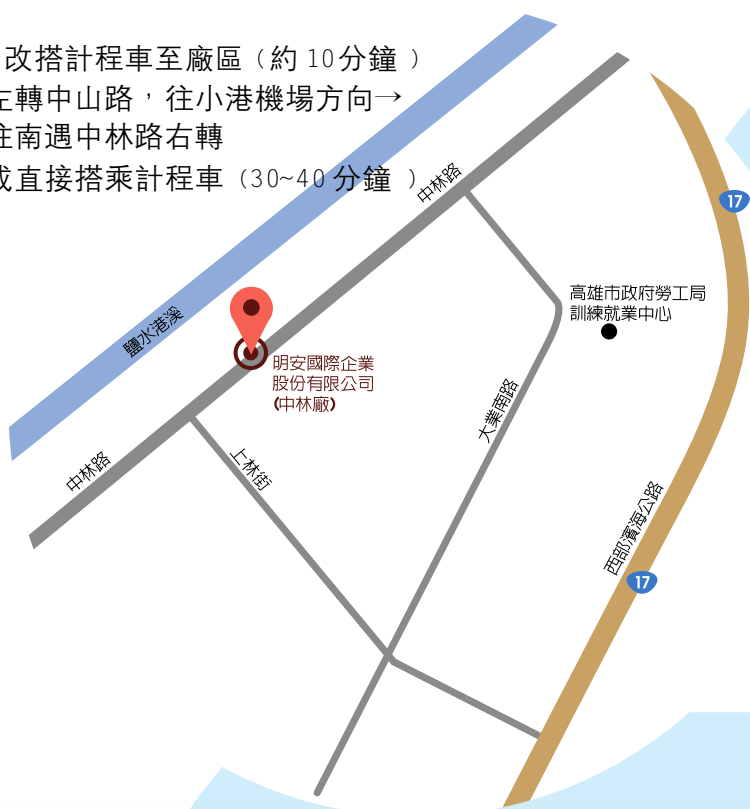 改搭計程車至廠區（約 10分鐘 ）
左轉中山路，往小港機場方向→
往南遇中林路右轉
或直接搭乘計程車（30~40 分鐘 ）
中林路
17
高雄市政府勞工局
訓練就業中心
鹽水港溪
明安國際企業
股份有限公司
(中林廠)
大業南路
中林路
上林街
西部濱海公路
17